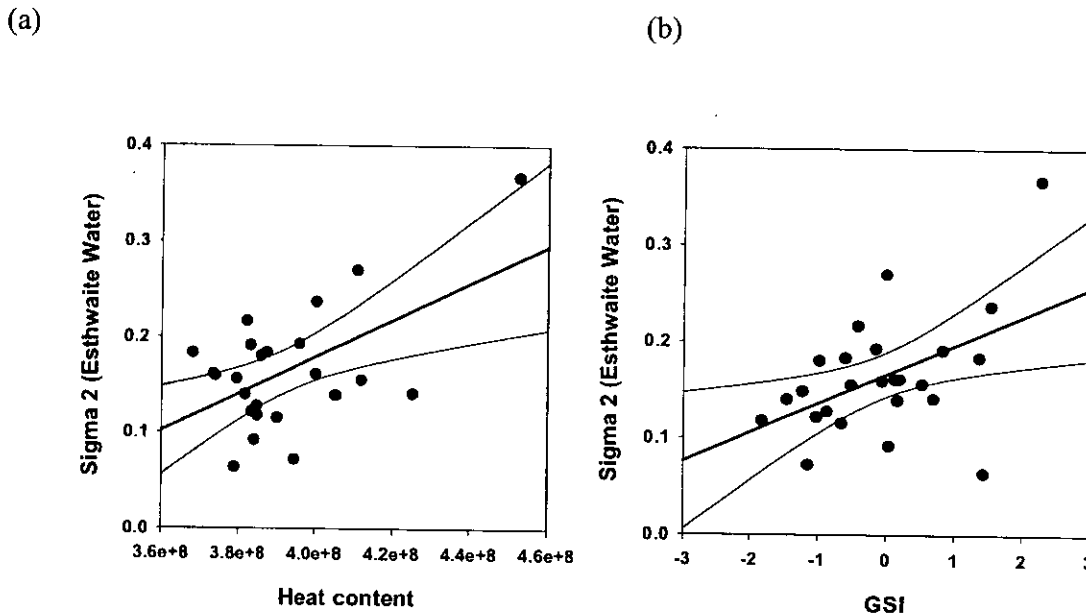 (a)
(b)
Sigma 2 (Esthwaite Water)
0.4
0.3
0.2
0.1
0.0
3.6e+8 3.8e+8 4.0e+8 4.2e+8 4.4e+8 4.6e+8
Heat content
Sigma 2 (Esthwaite Water)
0.4
0.3
0.2
0.1
0.0
-3 -2 -1 0 1 2 3
GSI